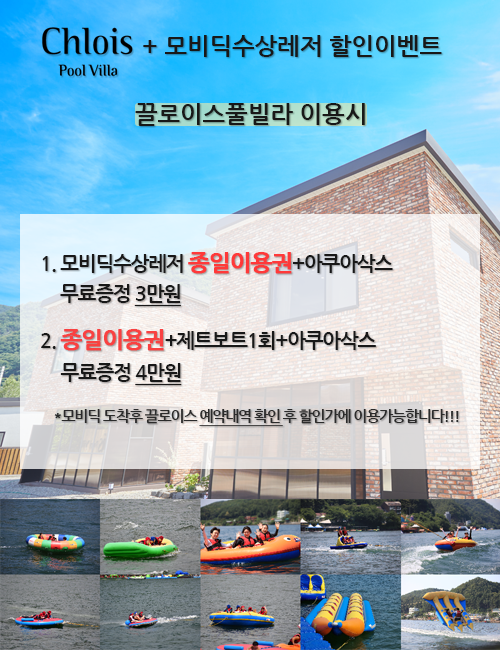 Chlois + 모비딕수상레저 할인이벤트
Pool Villa
끌로이스풀빌라 이용시
1. 모비딕수상레저 종일이용권+아쿠아삭스
무료증정 3만원
2. 종일이용권+제트보트1회+아쿠아삭스
무료증정 4만원
*모비딕 도착후 끌로이스 예약내역 확인 후 할인가에 이용가능합니다!!!